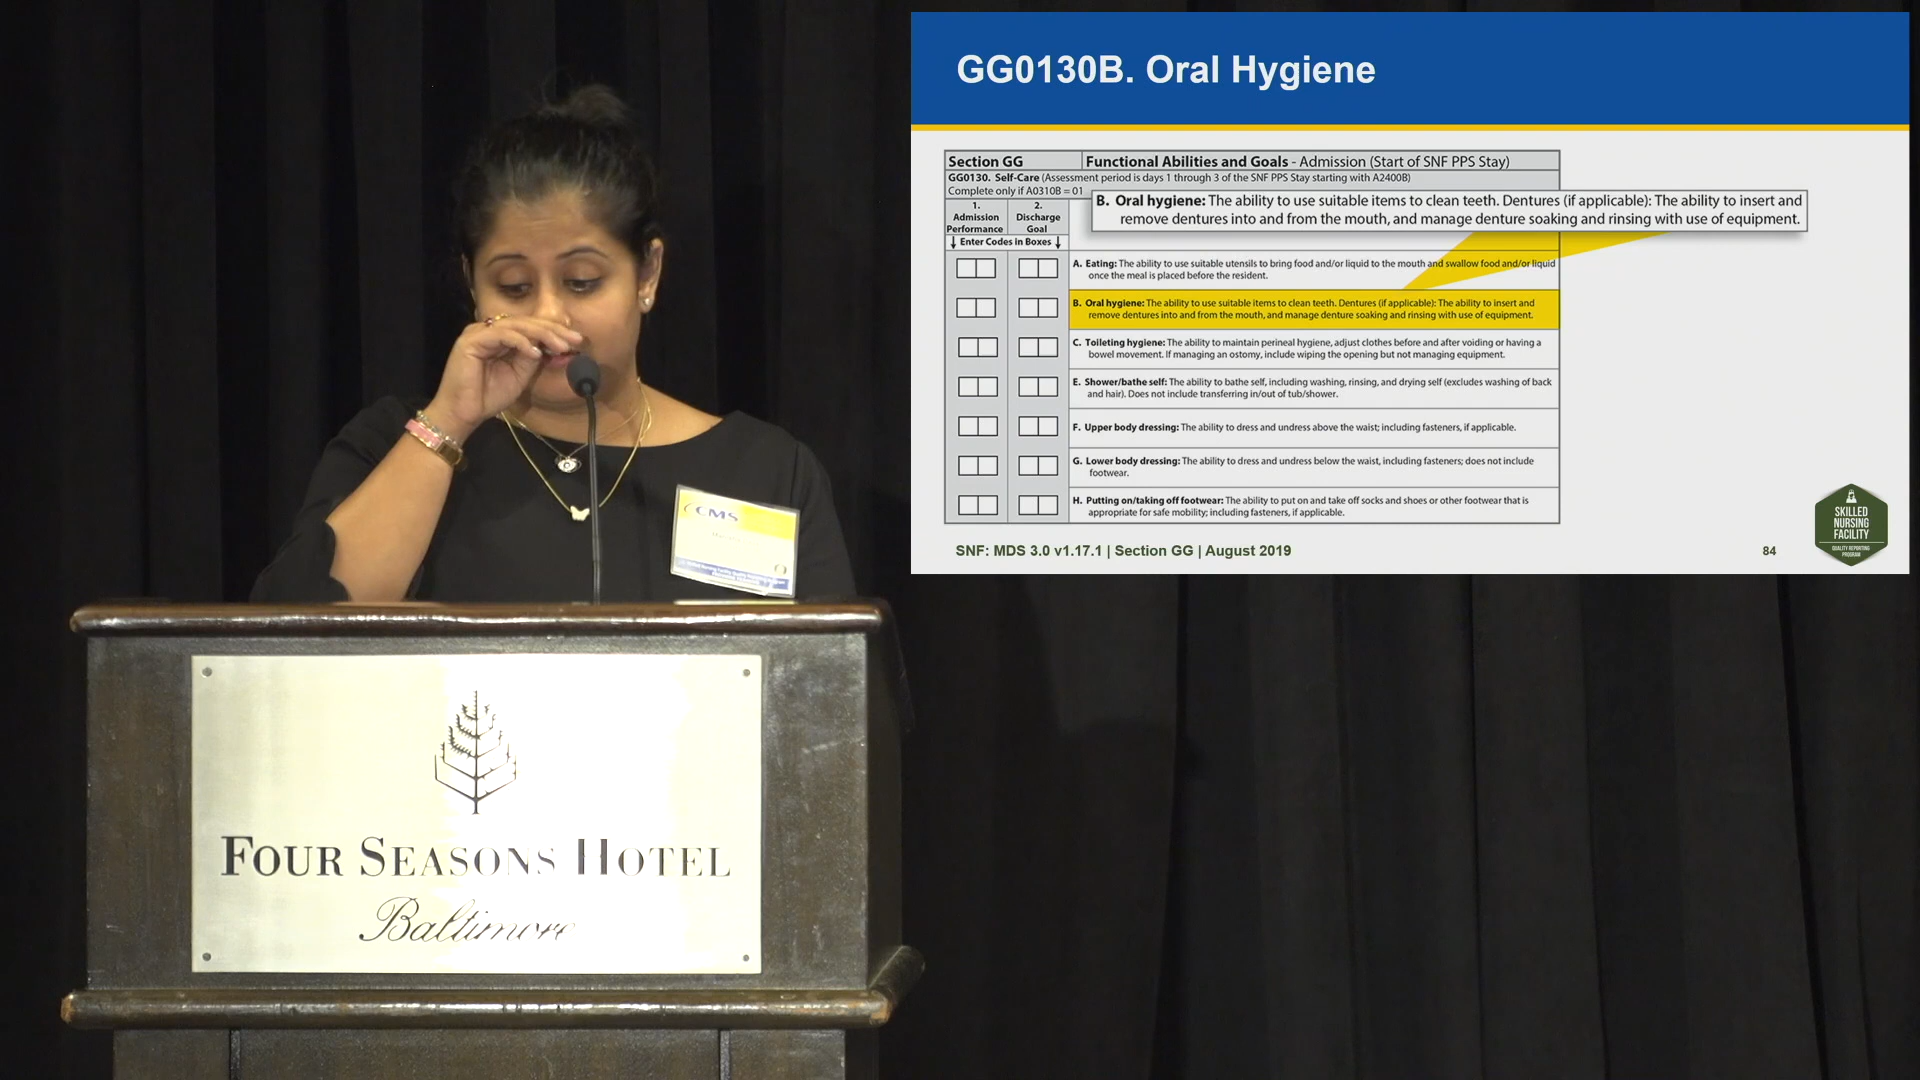 GG0130B. Oral Hygiene
Section GG
Functional Abilities and Goals - Admission (Start of SNF PPS Stay)
GG0130. Self-Care (Assessment period is days 1 through 3 of the SNF PPS Stay starting with A2400B)
Complete only if A0310B = 01
B. Oral hygiene: The ability to use suitable items to clean teeth. Dentures (if applicable): The ability to insert and
remove dentures into and from the mouth, and manage denture soaking and rinsing with use of equipment.
1.
Admission
Performance
2.
Discharge
Goal
↓ Enter Codes in Boxes ↓
A. Eating: The ability to use suitable utensils to bring food and/or liquid to the mouth and swallow food and/or liquid
once the meal is placed before the resident.
B. Oral hygiene: The ability to use suitable items to clean teeth. Dentures (if applicable): The ability to insert and
remove dentures into and from the mouth, and manage denture soaking and rinsing with use of equipment.
C. Toileting hygiene: The ability to maintain perineal hygiene, adjust clothes before and after voiding or having a
bowel movement. If managing an ostomy, include wiping the opening but not managing equipment.
E. Shower/bathe self: The ability to bathe self, including washing, rinsing, and drying self (excludes washing of back
and hair). Does not include transferring in/out of tub/shower.
F. Upper body dressing: The ability to dress and undress above the waist; including fasteners, if applicable.
G. Lower body dressing: The ability to dress and undress below the waist, including fasteners; does not include
footwear.
H. Putting on/taking off footwear: The ability to put on and take off socks and shoes or other footwear that is
appropriate for safe mobility; including fasteners, if applicable.
SNF: MDS 3.0 v1.17.1 | Section GG | August 2019
84
SKILLED
NURSING
FACILITY
QUALITY REPORTING
PROGRAM
CMS
FOUR SEASONS HOTEL
Baltimore